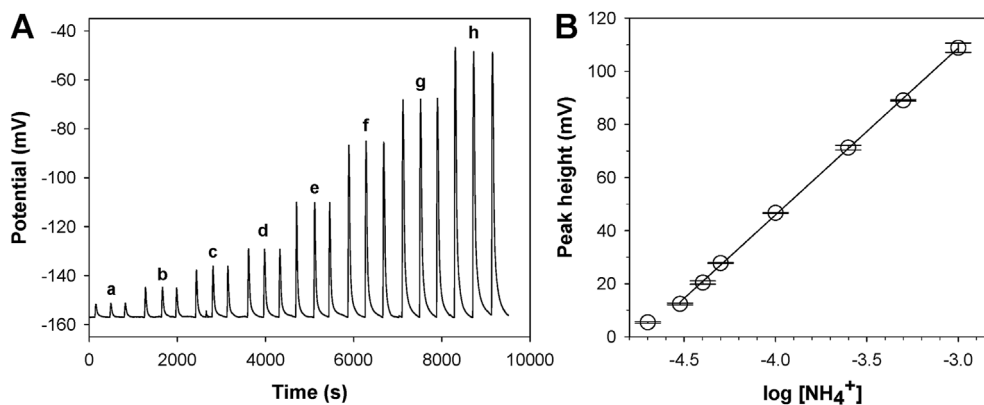 A
-40
-60
-80
-100
-120
-140
-160
Potential (mV)
a
b
c
d
e
f
g
h
0
2000
4000
6000
8000
10000
Time (s)
B
120
100
80
60
40
20
0
Peak height (mV)
-4.5
-4.0
-3.5
-3.0
log [NH₄⁺]